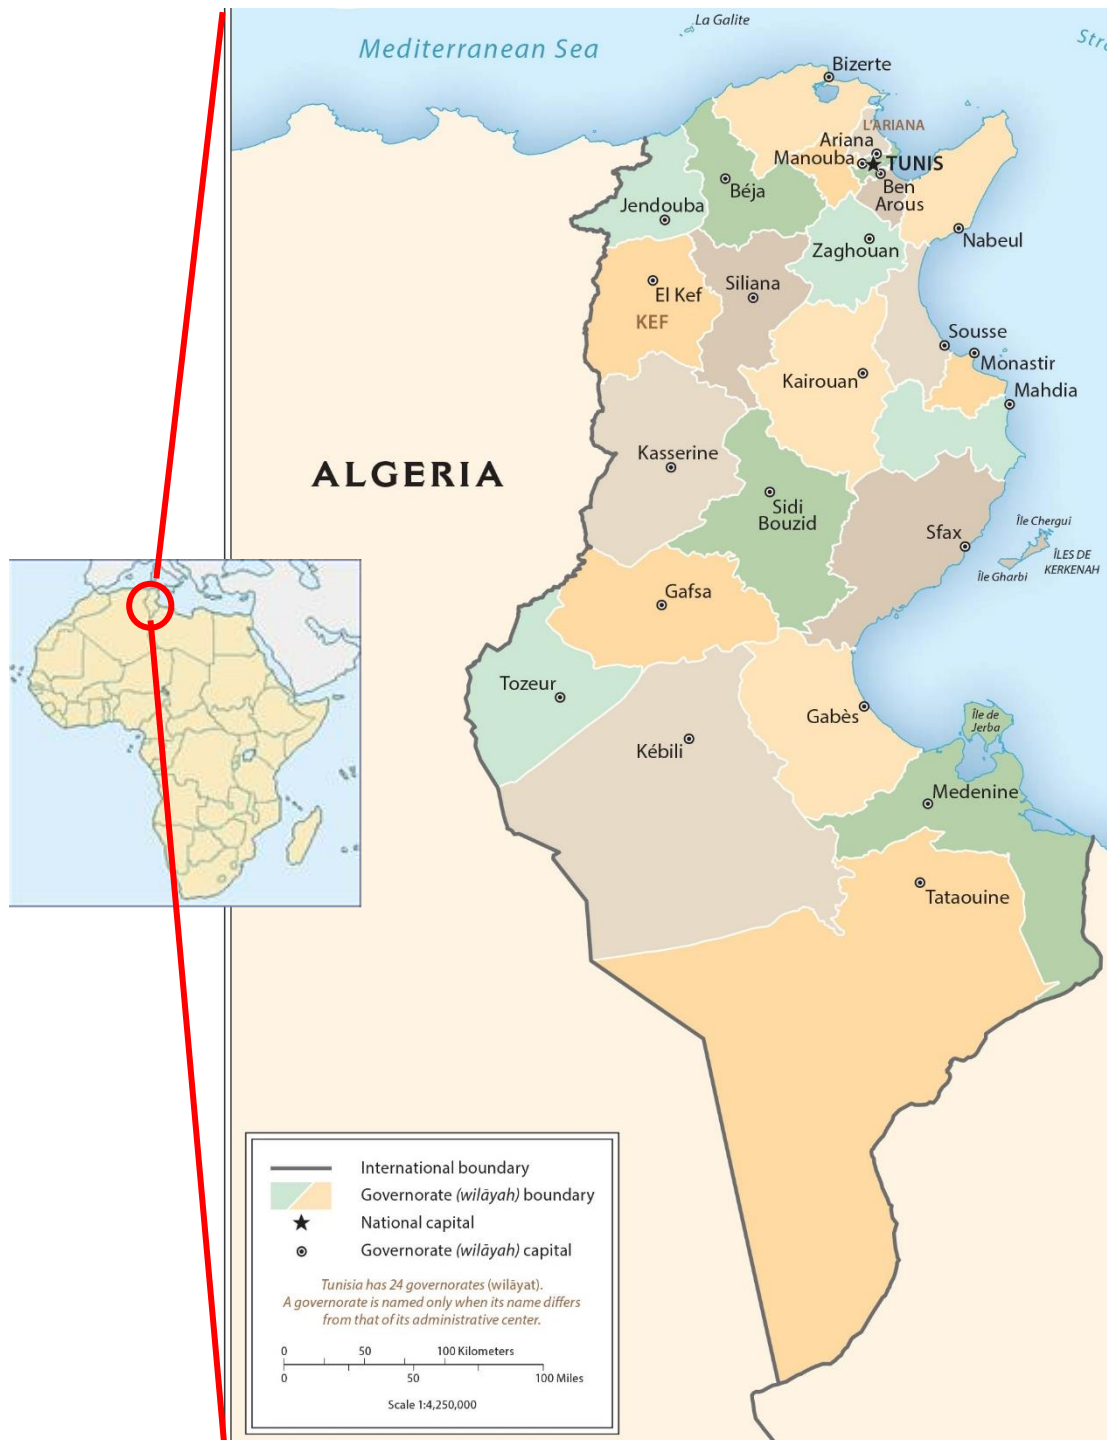 La Galite
Mediterranean Sea
Stra
Bizerte
L'ARIANA
Ariana
Manouba
TUNIS
Ben
Arous
Béja
Jendouba
Nabeul
Zaghouan
Siliana
El Kef
KEF
Sousse
Monastir
Kairouan
Mahdia
Kasserine
ALGERIA
Sidi
Bouzid
Sfax
Île Chergui
ÎLES DE
KERKENAH
Île Gharbi
Gafsa
Tozeur
Gabès
Île de
Jerba
Kébili
Medenine
Tataouine
International boundary
Governorate (wilāyah) boundary
National capital
Governorate (wilāyah) capital
Tunisia has 24 governorates (wilāyat).
A governorate is named only when its name differs
from that of its administrative center.
0 50 100 Kilometers
0 50 100 Miles
Scale 1:4,250,000